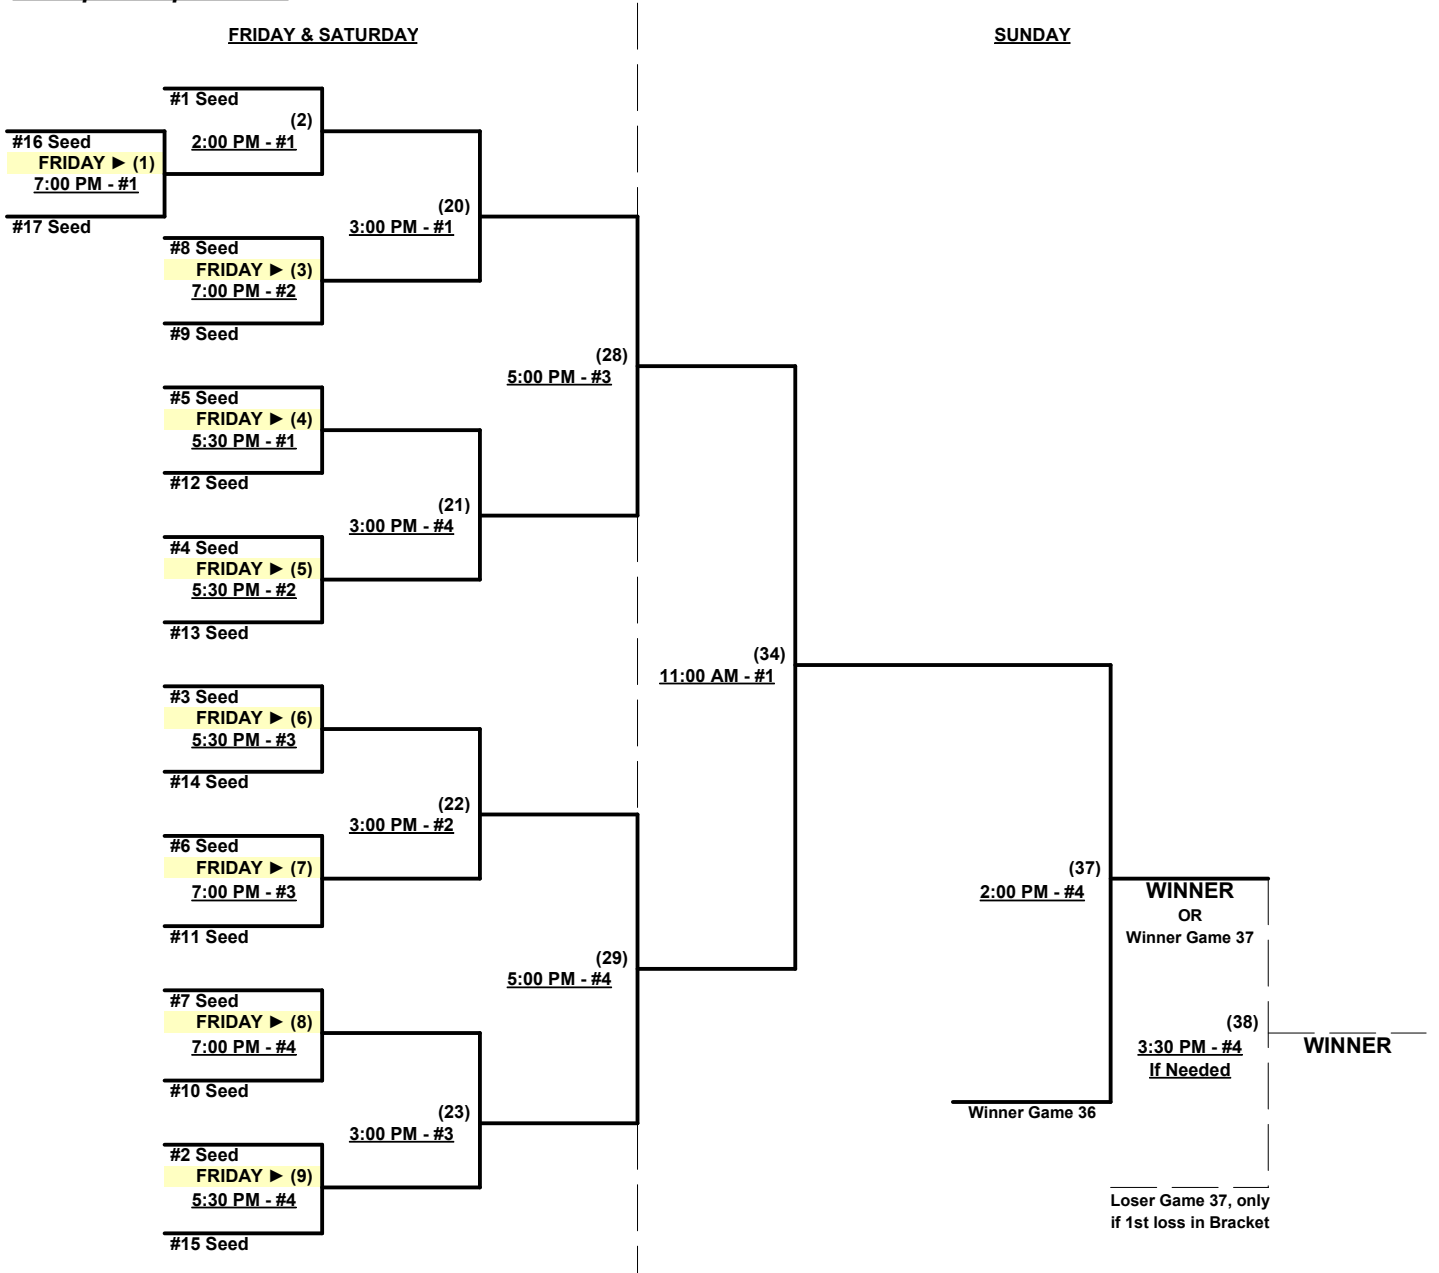 FRIDAY & SATURDAY
SUNDAY
#1 Seed
(2)
2:00 PM - #1
#16 Seed
FRIDAY ► (1)
7:00 PM - #1
#17 Seed
(20)
3:00 PM - #1
#8 Seed
FRIDAY ► (3)
7:00 PM - #2
#9 Seed
(28)
5:00 PM - #3
#5 Seed
FRIDAY ► (4)
5:30 PM - #1
#12 Seed
(21)
3:00 PM - #4
#4 Seed
FRIDAY ► (5)
5:30 PM - #2
#13 Seed
(34)
11:00 AM - #1
#3 Seed
FRIDAY ► (6)
5:30 PM - #3
#14 Seed
(22)
3:00 PM - #2
#6 Seed
FRIDAY ► (7)
7:00 PM - #3
#11 Seed
(37)
2:00 PM - #4
WINNER
OR
Winner Game 37
(29)
5:00 PM - #4
#7 Seed
FRIDAY ► (8)
7:00 PM - #4
#10 Seed
(38)
3:30 PM - #4
If Needed
WINNER
(23)
3:00 PM - #3
Winner Game 36
#2 Seed
FRIDAY ► (9)
5:30 PM - #4
#15 Seed
Loser Game 37, only
if 1st loss in Bracket